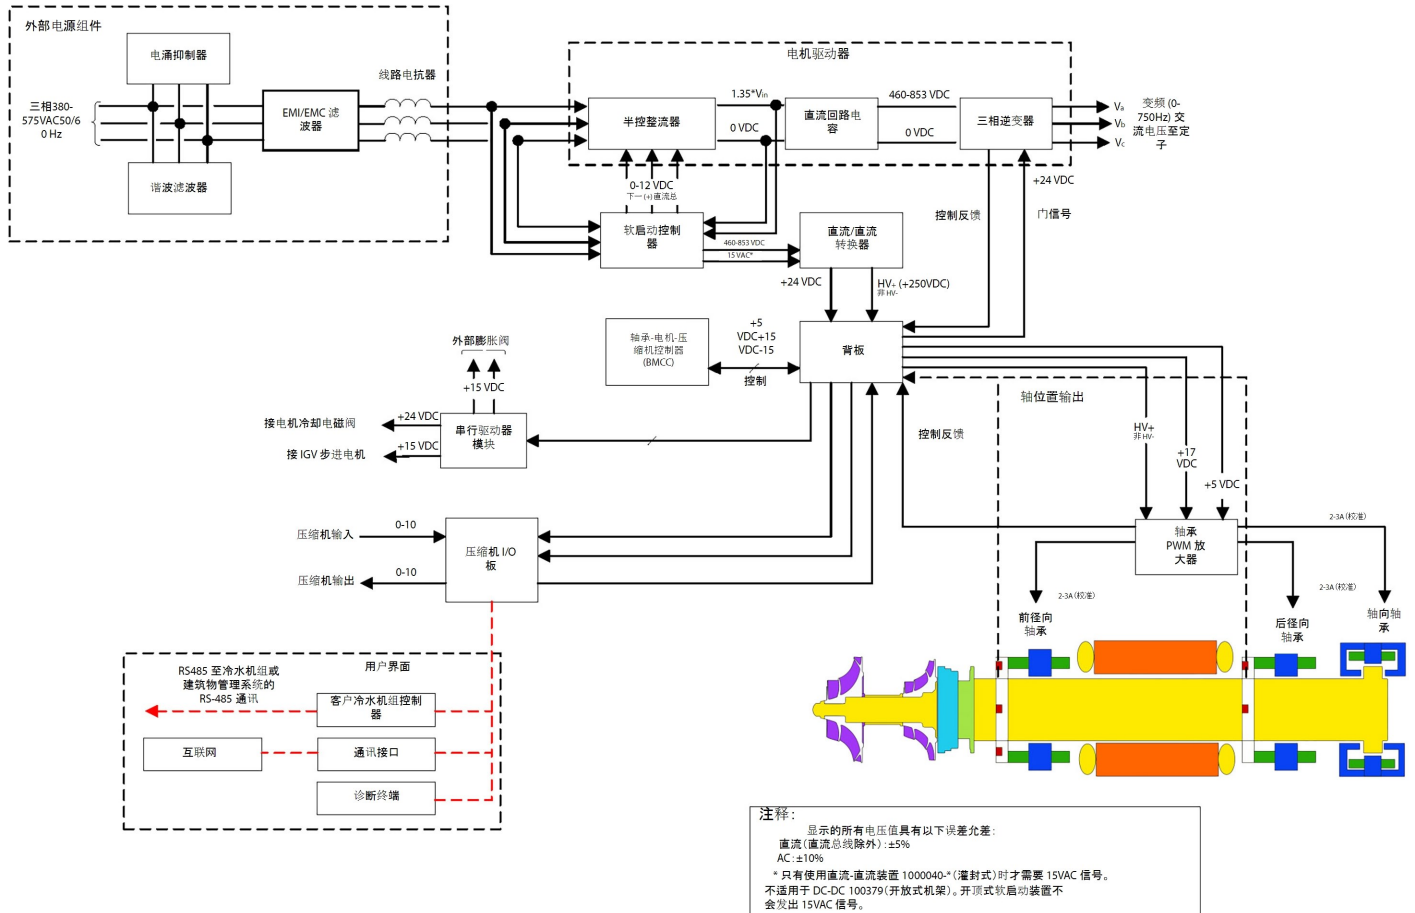 外部电源组件
电涌抑制器
三相380-
575VAC50/6
0 Hz
EMI/EMC 滤
波器
谐波滤波器
线路电抗器
电机驱动器
半控整流器
1.35*Vin
0 VDC
直流回路电
容
460-853 VDC
0 VDC
三相逆变器
Va
Vb
Vc
变频 (0-
750Hz) 交
流电压至定
子
0-12 VDC
下一 (+) 直流总
软启动控制
器
460-853 VDC
15 VAC*
直流/直流
转换器
+24 VDC
HV+ (+250VDC)
非 HV-
控制反馈
+24 VDC
门信号
轴承-电机-压
缩机控制器
(BMCC)
+5
VDC+15
VDC-15
控制
背板
外部膨胀阀
+15 VDC
接电机冷却电磁阀
+24 VDC
接 IGV 步进电机
+15 VDC
串行驱动器
模块
轴位置输出
控制反馈
HV+
非 HV-
+17
VDC
+5 VDC
压缩机输入
0-10
压缩机输出
0-10
压缩机 I/O
板
轴承
PWM 放
大器
2-3A (校准)
2-3A (校准)
2-3A (校准)
前径向
轴承
后径向
轴承
轴向轴
承
用户界面
RS485 至冷水机组或
建筑物管理系统的
RS-485 通讯
客户冷水机组控制
器
互联网
通讯接口
诊断终端
注释:
显示的所有电压值具有以下误差允差:
直流 (直流总线除外) : ±5%
AC : ±10%
* 只有使用直流-直流装置 1000040-* (灌封式) 时才需要 15VAC 信号。
不适用于 DC-DC 100379 (开放式机架) 。开顶式软启动装置不
会发出 15VAC 信号。